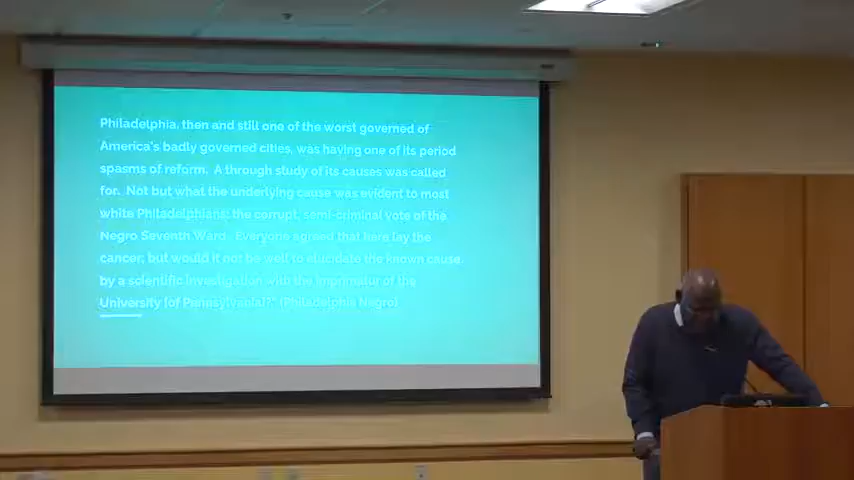 Philadelphia, then and still one of the worst governed of
America's badly governed cities, was having one of its period
spasms of reform. A through study of its causes was called
for. Not but what the underlying cause was evident to most
white Philadelphians: the corrupt, semi-criminal vote of the
Negro Seventh Ward. Everyone agreed that here lay the
cancer; but would it not be well to elucidate the known cause
by a scientific investigation with the imprimatur of the
University [of Pennsylvania]?" (Philadelphia Negro)